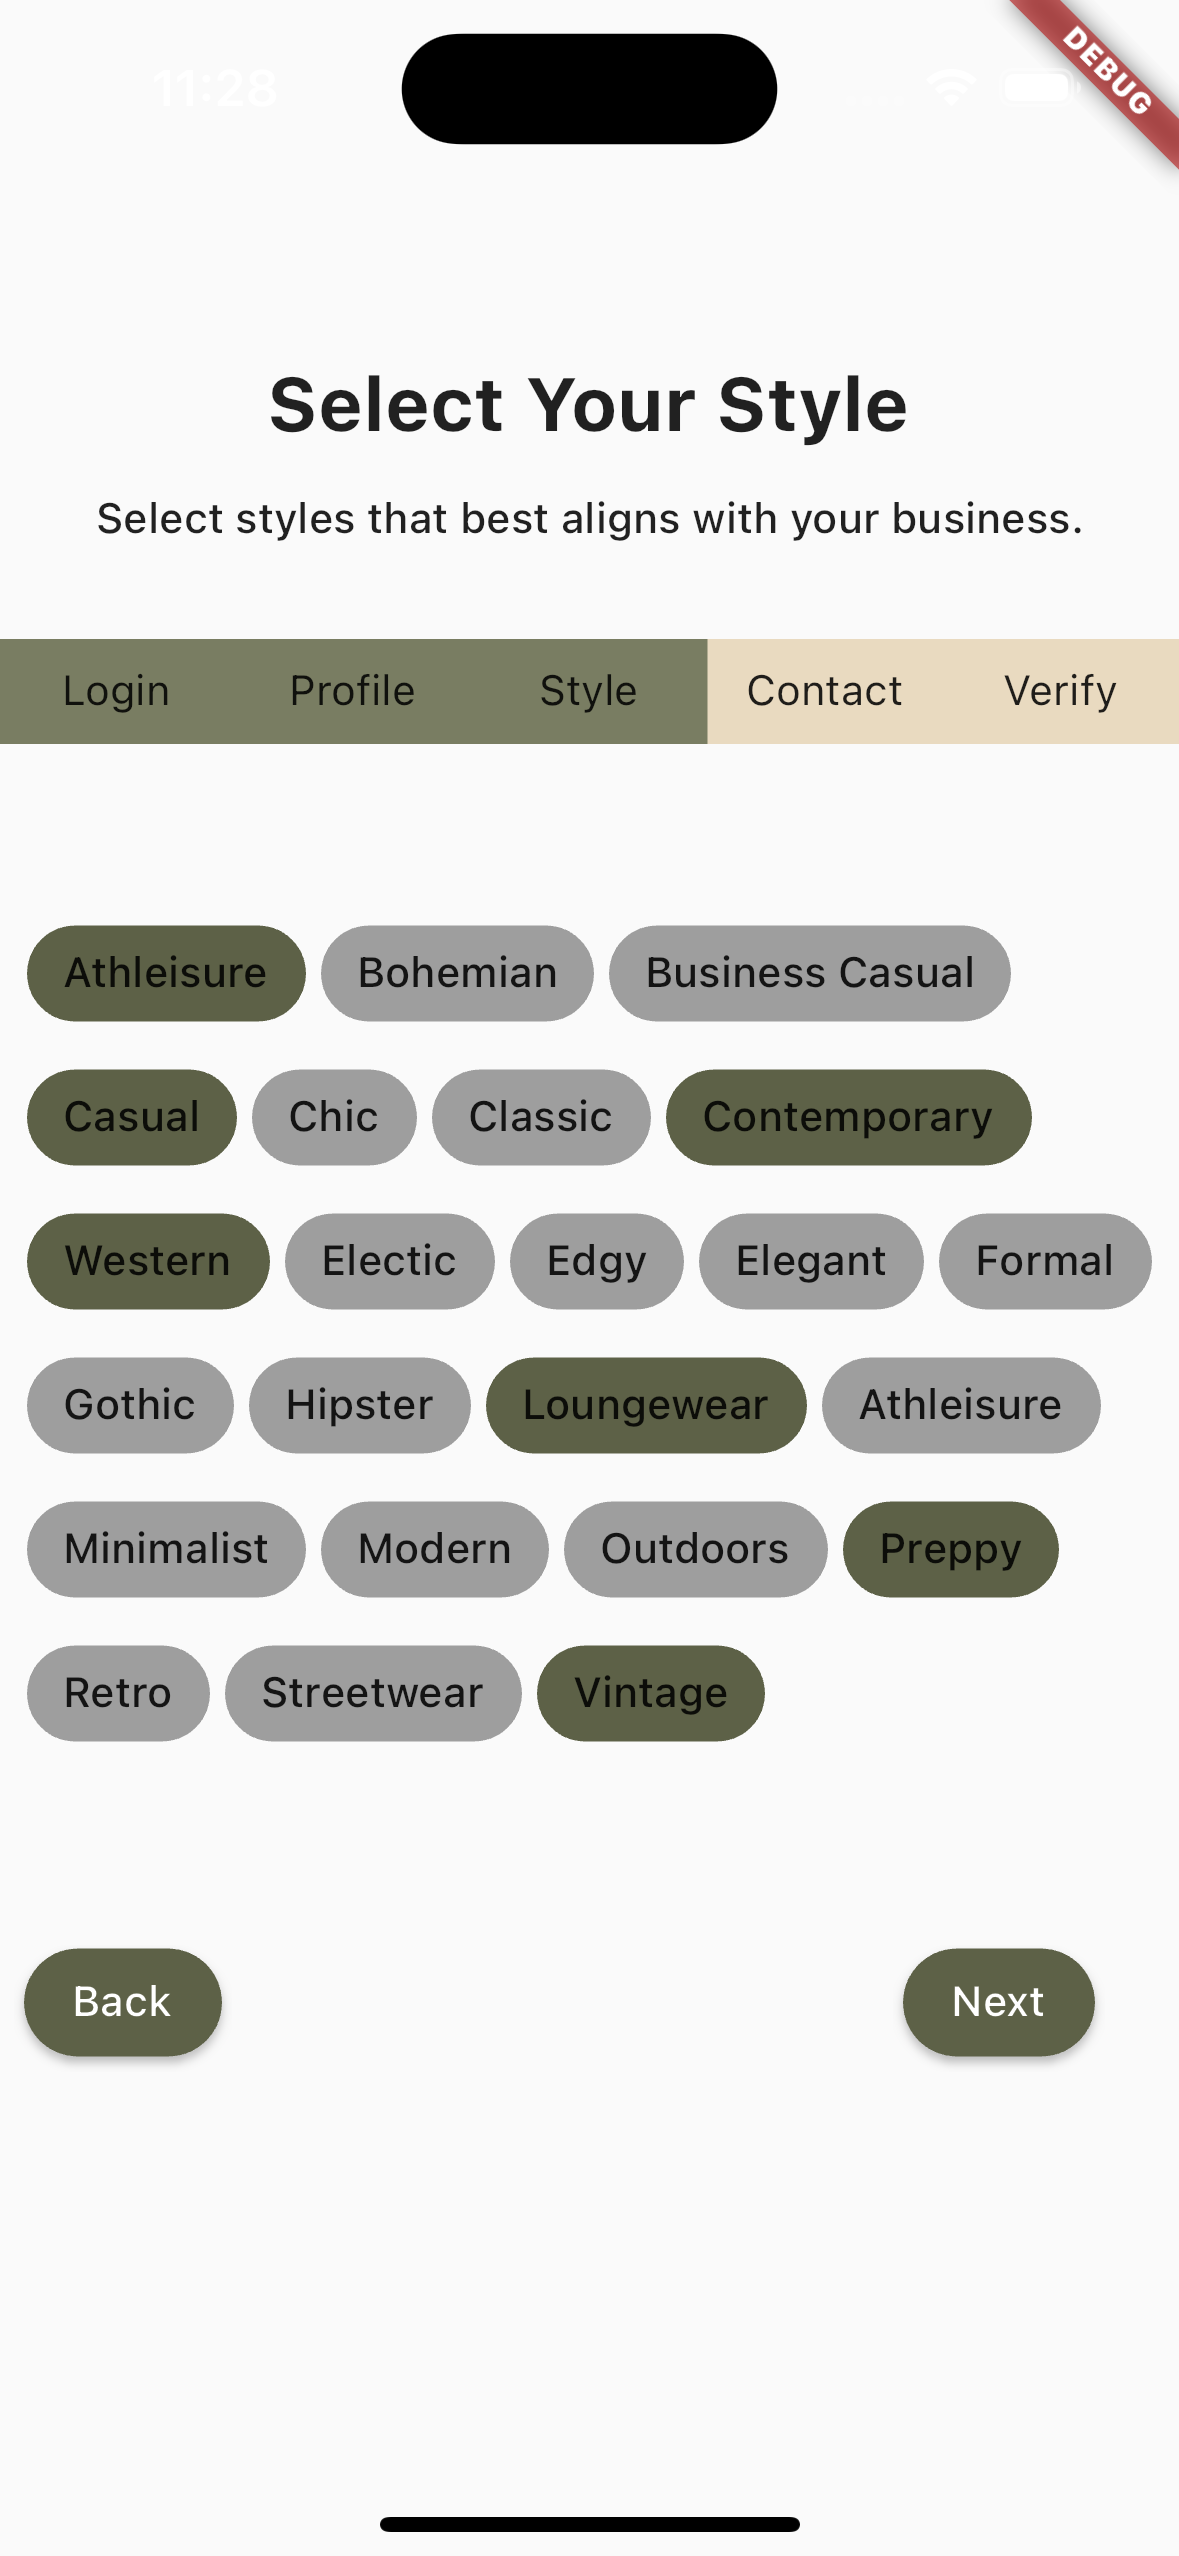 11:28
DEBUG
Select Your Style
Select styles that best aligns with your business.
Login Profile Style Contact Verify
Athleisure Bohemian Business Casual
Casual Chic Classic Contemporary
Western Electic Edgy Elegant Formal
Gothic Hipster Loungewear Athleisure
Minimalist Modern Outdoors Preppy
Retro Streetwear Vintage
Back Next